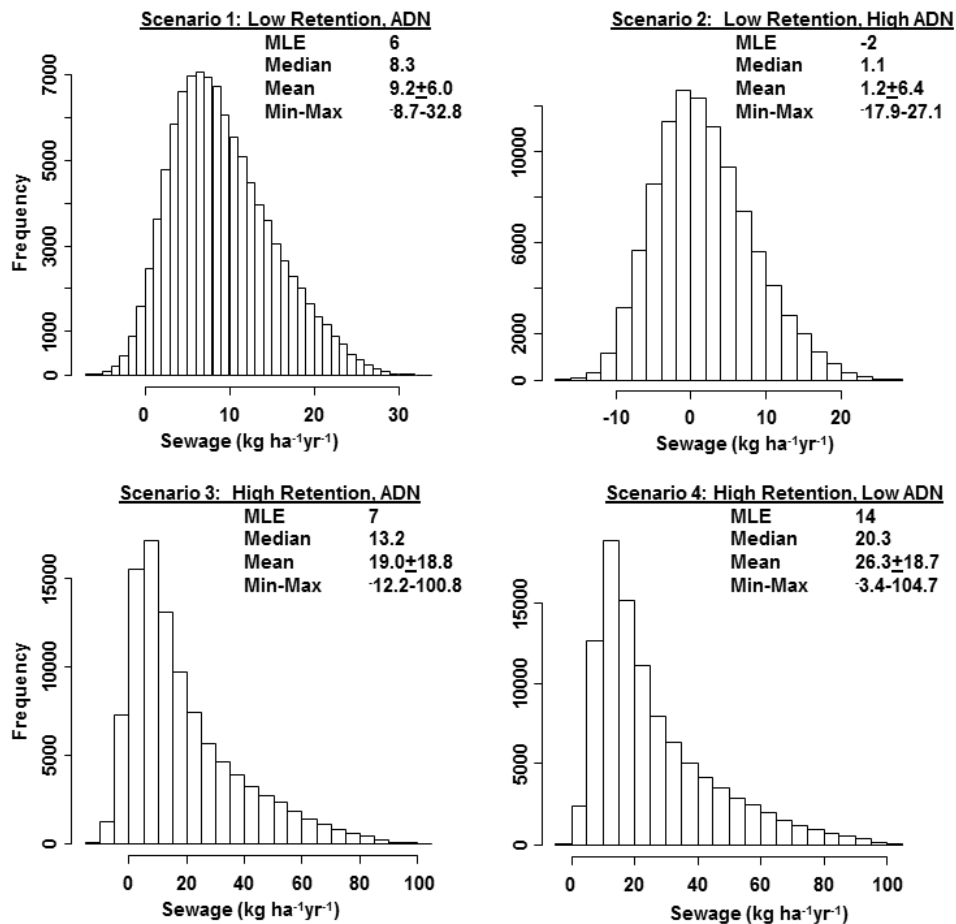 Scenario 1: Low Retention, ADN
MLE 6
Median 8.3
Mean 9.2±6.0
Min-Max -8.7-32.8
Frequency
0
1000
3000
5000
7000
0 10 20 30
Sewage (kg ha⁻¹yr⁻¹)
Scenario 2: Low Retention, High ADN
MLE -2
Median 1.1
Mean 1.2±6.4
Min-Max -17.9-27.1
0
2000
6000
10000
-10 0 10 20
Sewage (kg ha⁻¹yr⁻¹)
Scenario 3: High Retention, ADN
MLE 7
Median 13.2
Mean 19.0±18.8
Min-Max -12.2-100.8
Frequency
0
5000
10000
15000
0 20 40 60 80 100
Sewage (kg ha⁻¹yr⁻¹)
Scenario 4: High Retention, Low ADN
MLE 14
Median 20.3
Mean 26.3±18.7
Min-Max -3.4-104.7
0
5000
10000
15000
0 20 40 60 80 100
Sewage (kg ha⁻¹yr⁻¹)